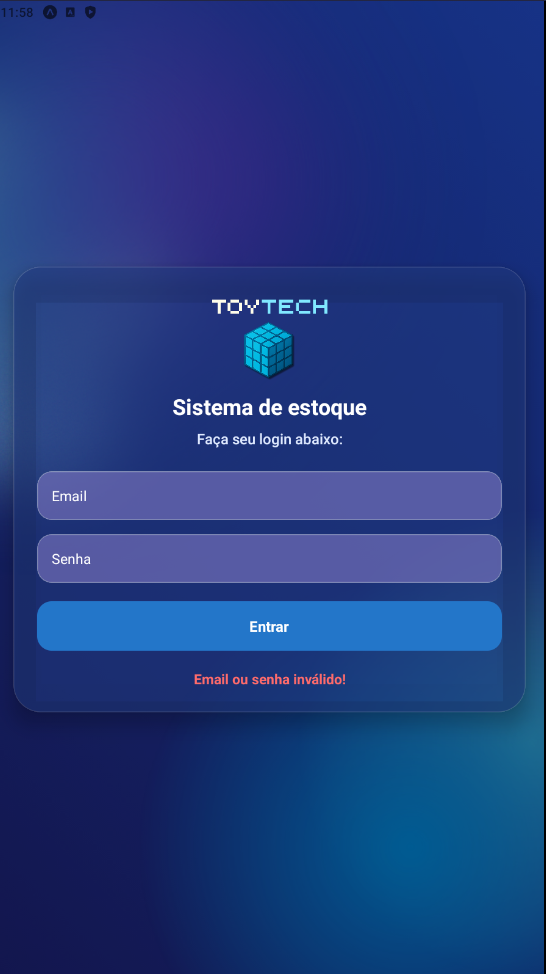 11:58
TOYTECH
Sistema de estoque
Faça seu login abaixo:
Email
Senha
Entrar
Email ou senha inválido!